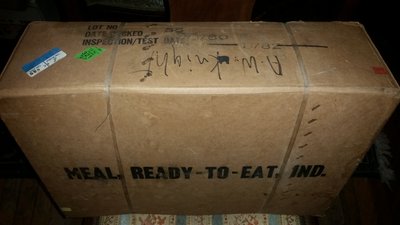 LOT NO
DATE PACKED
INSPECTION/TEST DATE
A.W. Knight
MEAL, READY-TO-EAT, IND.